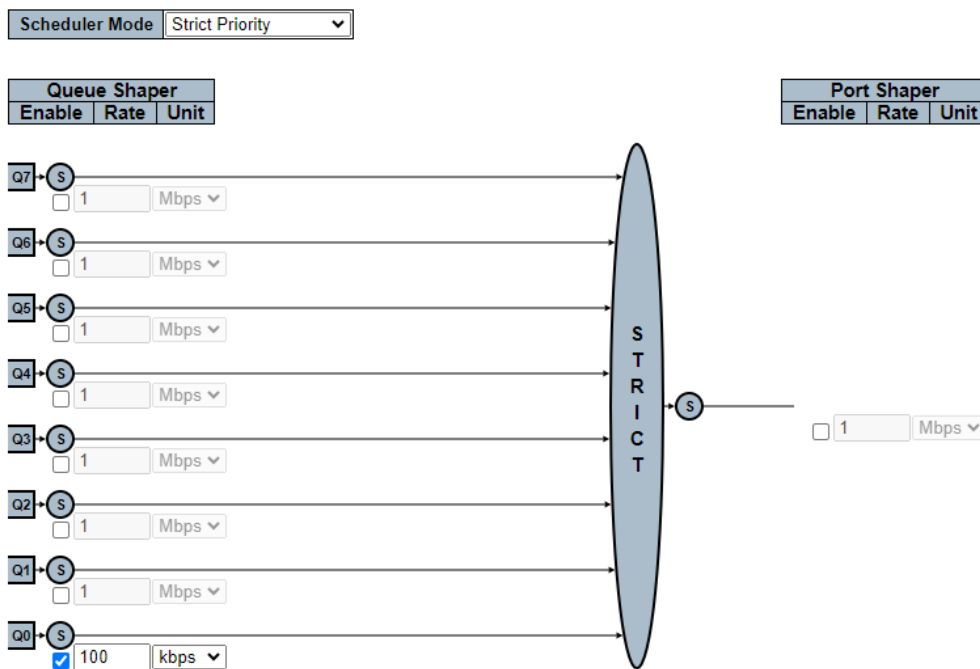 Scheduler Mode Strict Priority
Queue Shaper Port Shaper
Enable Rate Unit Enable Rate Unit
Q7 S
1 Mbps
Q6 S
1 Mbps
Q5 S
1 Mbps
Q4 S
1 Mbps
Q3 S
1 Mbps
Q2 S
1 Mbps
Q1 S
1 Mbps
Q0 S
100 kbps
S
T
R
I
C
T
S
1 Mbps